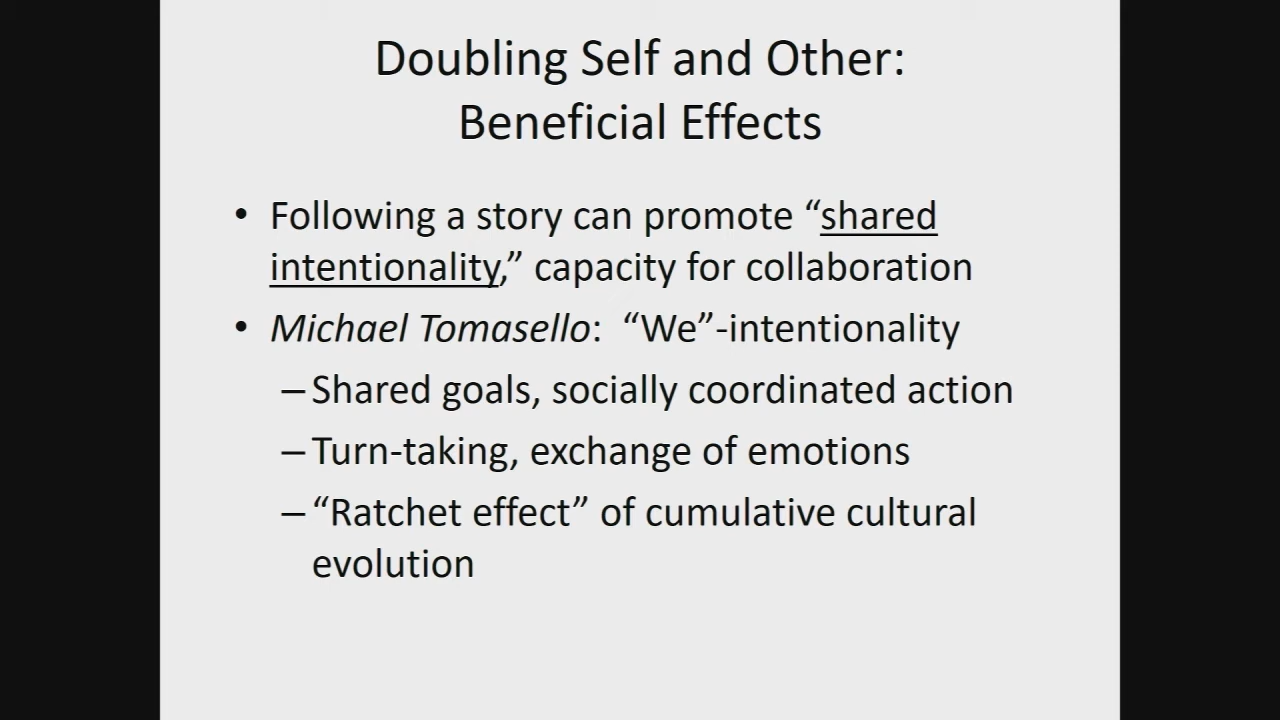 Doubling Self and Other:
Beneficial Effects
• Following a story can promote “shared
intentionality,” capacity for collaboration
• Michael Tomasello: “We”-intentionality
– Shared goals, socially coordinated action
– Turn-taking, exchange of emotions
– “Ratchet effect” of cumulative cultural
evolution